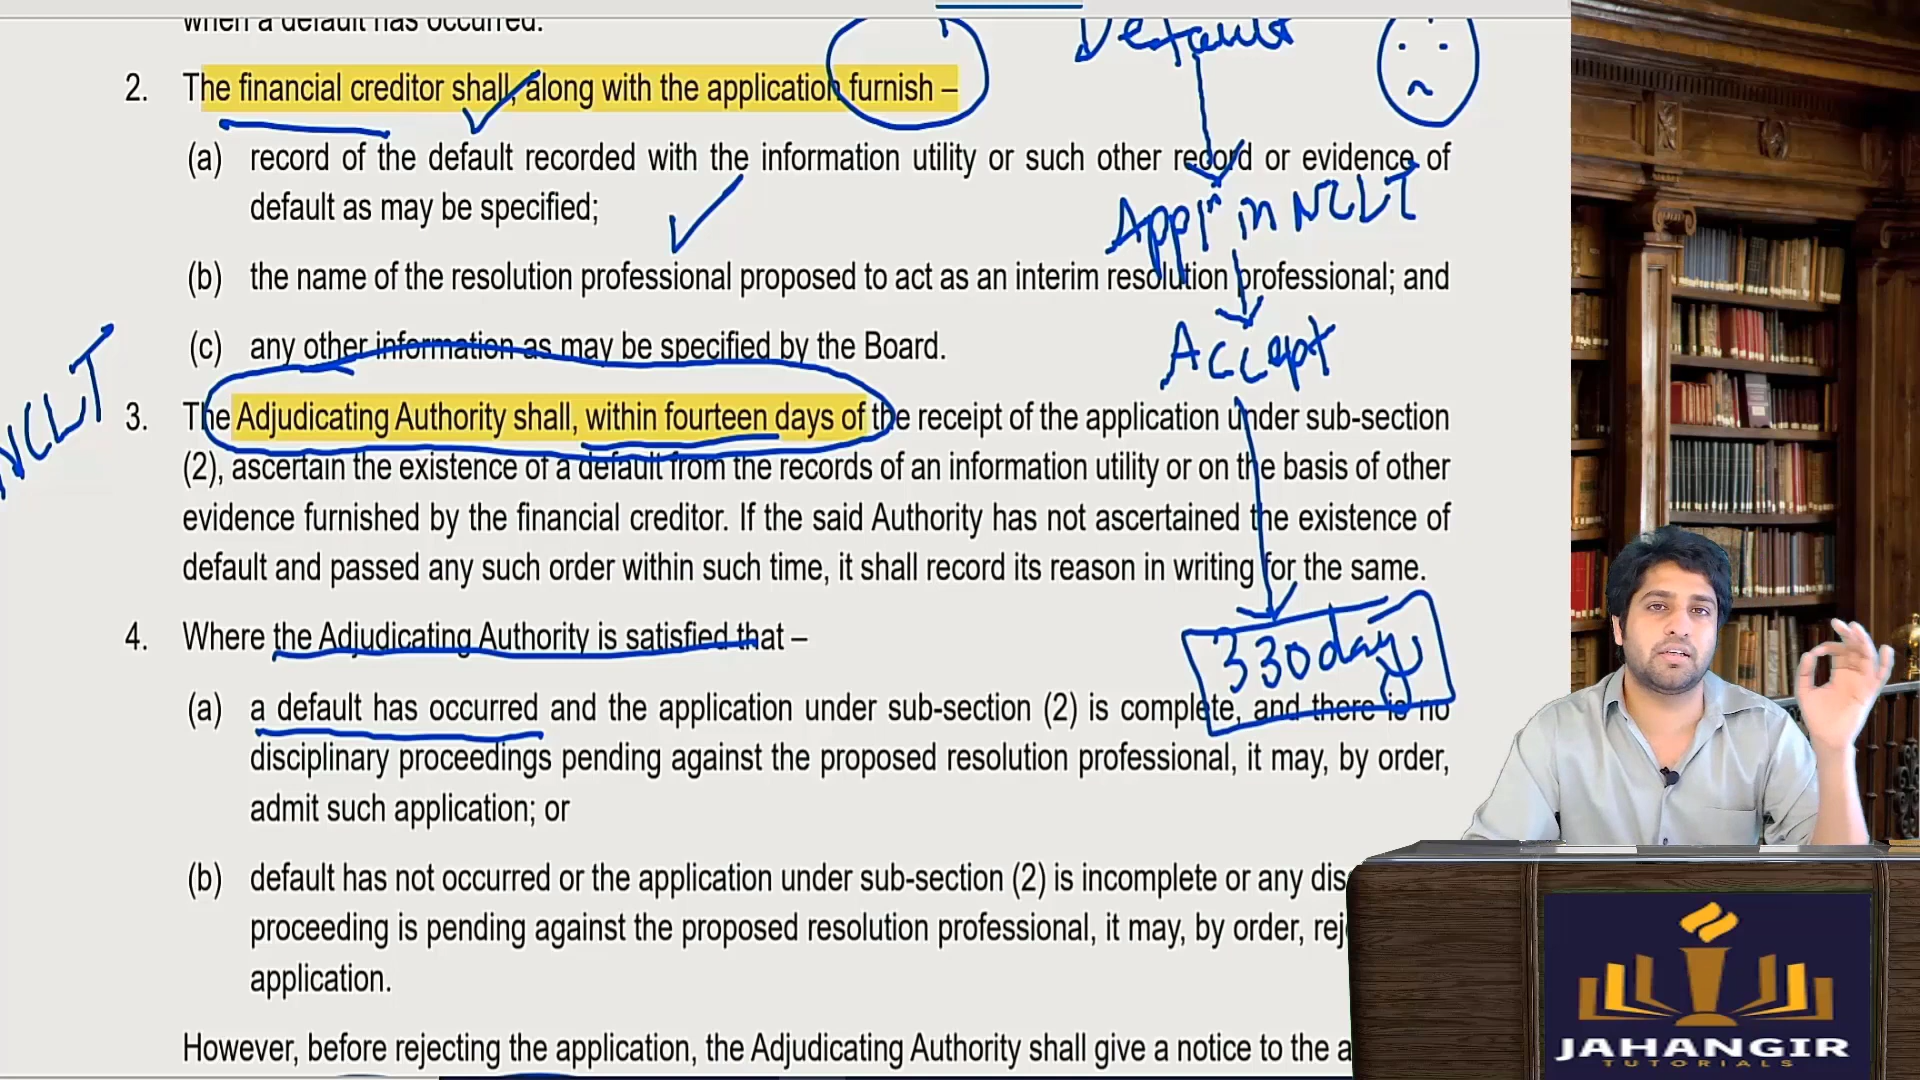 when a default has occurred.
Default
2. The financial creditor shall, along with the application furnish –
(a) record of the default recorded with the information utility or such other record or evidence of
default as may be specified;
Appln in NCLT
(b) the name of the resolution professional proposed to act as an interim resolution professional; and
(c) any other information as may be specified by the Board.
Accept
NCLT
3. The Adjudicating Authority shall, within fourteen days of the receipt of the application under sub-section
(2), ascertain the existence of a default from the records of an information utility or on the basis of other
evidence furnished by the financial creditor. If the said Authority has not ascertained the existence of
default and passed any such order within such time, it shall record its reason in writing for the same.
4. Where the Adjudicating Authority is satisfied that –
330 days
(a) a default has occurred and the application under sub-section (2) is complete, and there is no
disciplinary proceedings pending against the proposed resolution professional, it may, by order,
admit such application; or
(b) default has not occurred or the application under sub-section (2) is incomplete or any dis
proceeding is pending against the proposed resolution professional, it may, by order, rej
application.
However, before rejecting the application, the Adjudicating Authority shall give a notice to the a
JAHANGIR
TUTORIALS